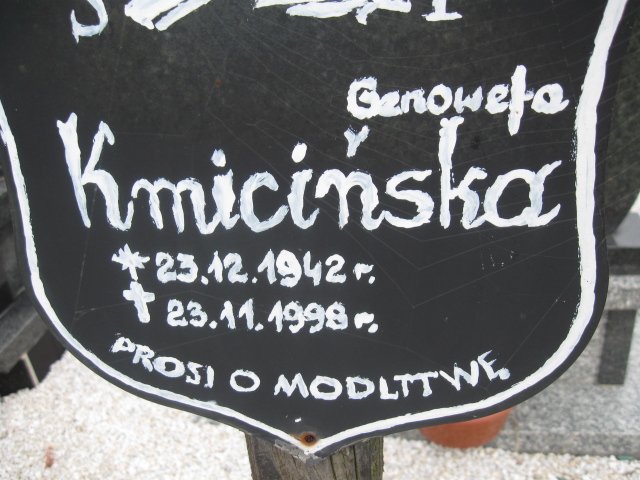 Genowefa
Kmicińska
* 23.12.1942 r.
✝ 23.11.1998 r.
PROSI O MODLITWĘ